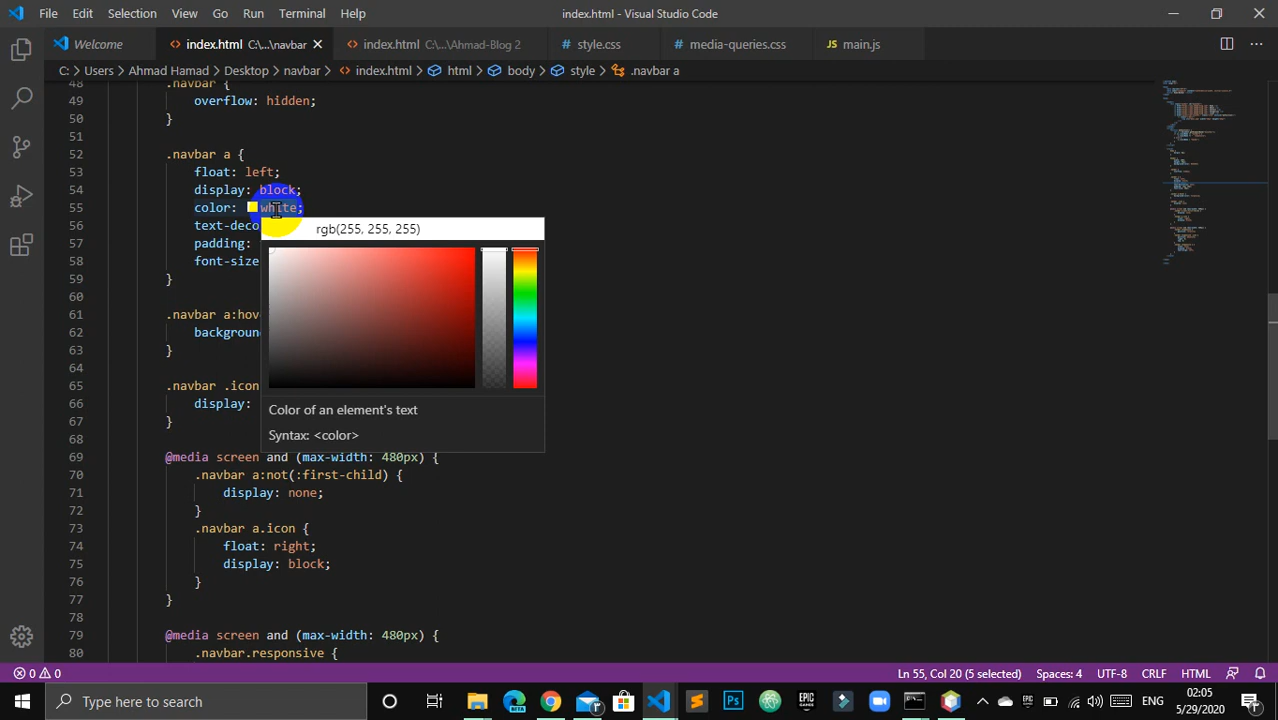 File Edit Selection View Go Run Terminal Help index.html - Visual Studio Code
Welcome index.html C:\...\navbar index.html C:\...\Ahmad-Blog 2 style.css media-queries.css main.js
C: > Users > Ahmad Hamad > Desktop > navbar > index.html > html > body > style > .navbar a
48 .navbar {
49 overflow: hidden;
50 }
51
52 .navbar a {
53 float: left;
54 display: block;
55 color: white;
56 text-deco
57 padding:
58 font-size
59 }
60
61 .navbar a:hov
62 background
63 }
64
65 .navbar .icon
66 display:
67 }
68
69 @media screen and (max-width: 480px) {
70 .navbar a:not(:first-child) {
71 display: none;
72 }
73 .navbar a.icon {
74 float: right;
75 display: block;
76 }
77 }
78
79 @media screen and (max-width: 480px) {
80 .navbar.responsive {
rgb(255, 255, 255)
Color of an element's text
Syntax: <color>
0 0 Ln 55, Col 20 (5 selected) Spaces: 4 UTF-8 CRLF HTML
Type here to search ENG 02:05
5/29/2020